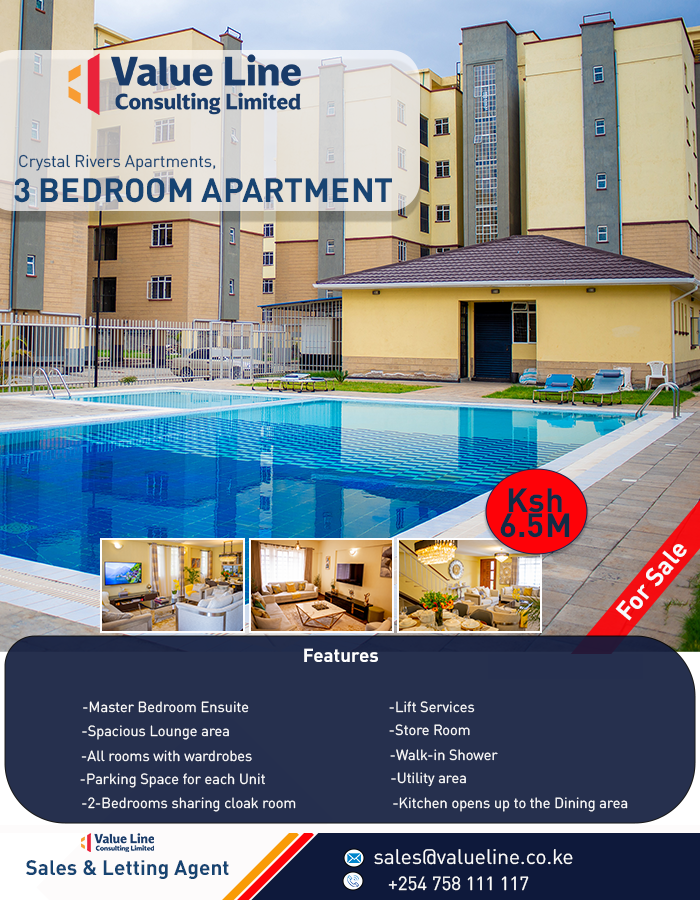 Value Line
Consulting Limited
Crystal Rivers Apartments,
3 BEDROOM APARTMENT
Ksh
6.5M
For Sale
Features
-Master Bedroom Ensuite
-Spacious Lounge area
-All rooms with wardrobes
-Parking Space for each Unit
-2-Bedrooms sharing cloak room
-Lift Services
-Store Room
-Walk-in Shower
-Utility area
-Kitchen opens up to the Dining area
Value Line
Consulting Limited
Sales & Letting Agent
sales@valueline.co.ke
+254 758 111 117